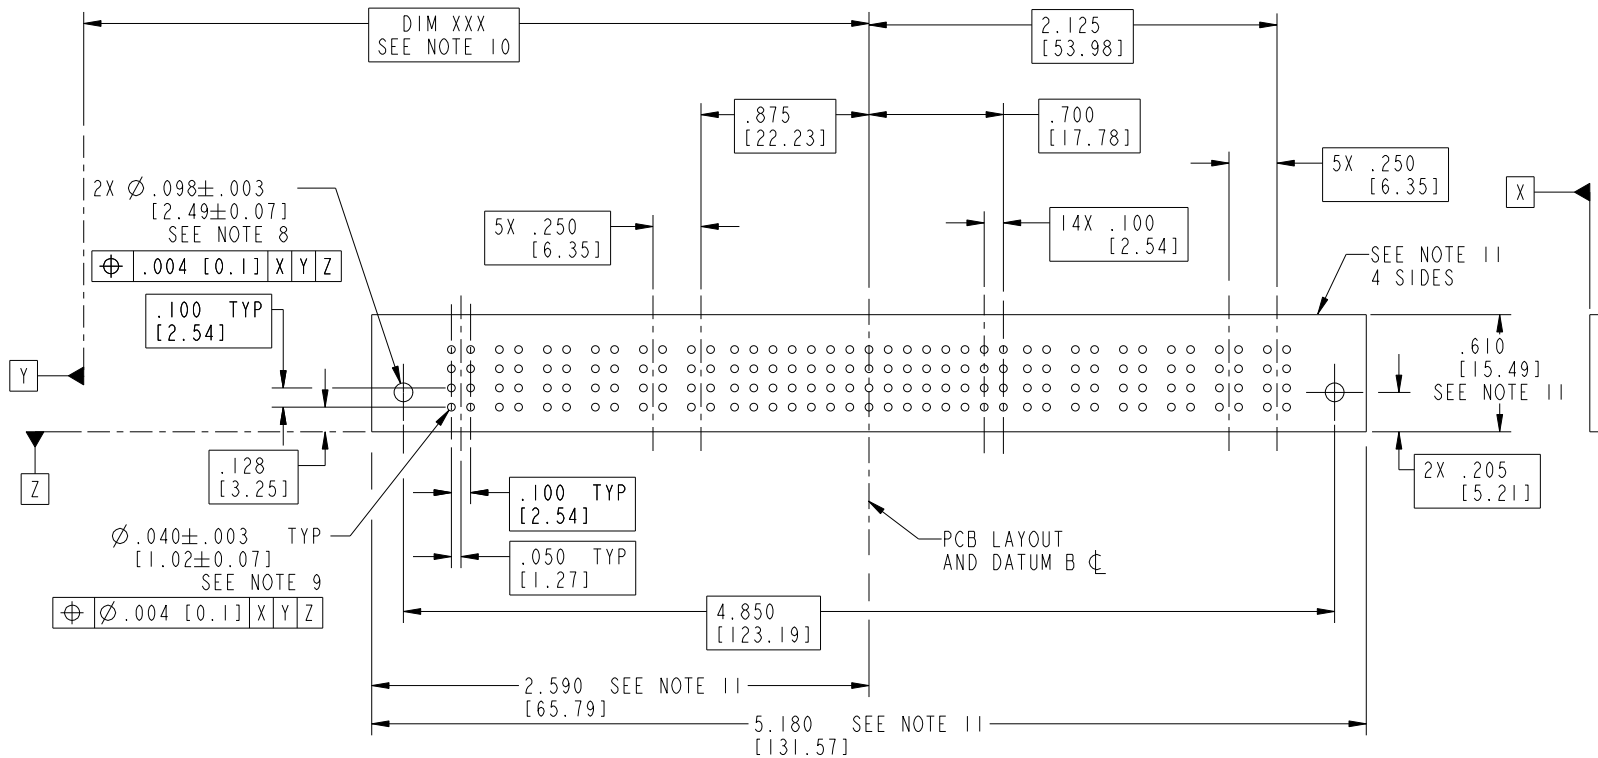 DIM XXX
SEE NOTE 10
2.125
[53.98]
.875
[22.23]
.700
[17.78]
5X .250
[6.35]
X
2X Ø .098±.003
[2.49±0.07]
SEE NOTE 8
⌖ .004 [0.1] X Y Z
5X .250
[6.35]
14X .100
[2.54]
SEE NOTE 11
4 SIDES
.100 TYP
[2.54]
Y
.610
[15.49]
SEE NOTE 11
Z
.128
[3.25]
2X .205
[5.21]
.100 TYP
[2.54]
Ø .040±.003 TYP
[1.02±0.07]
SEE NOTE 9
⌖ Ø .004 [0.1] X Y Z
.050 TYP
[1.27]
PCB LAYOUT
AND DATUM B ℄
4.850
[123.19]
2.590 SEE NOTE 11
[65.79]
5.180 SEE NOTE 11
[131.57]